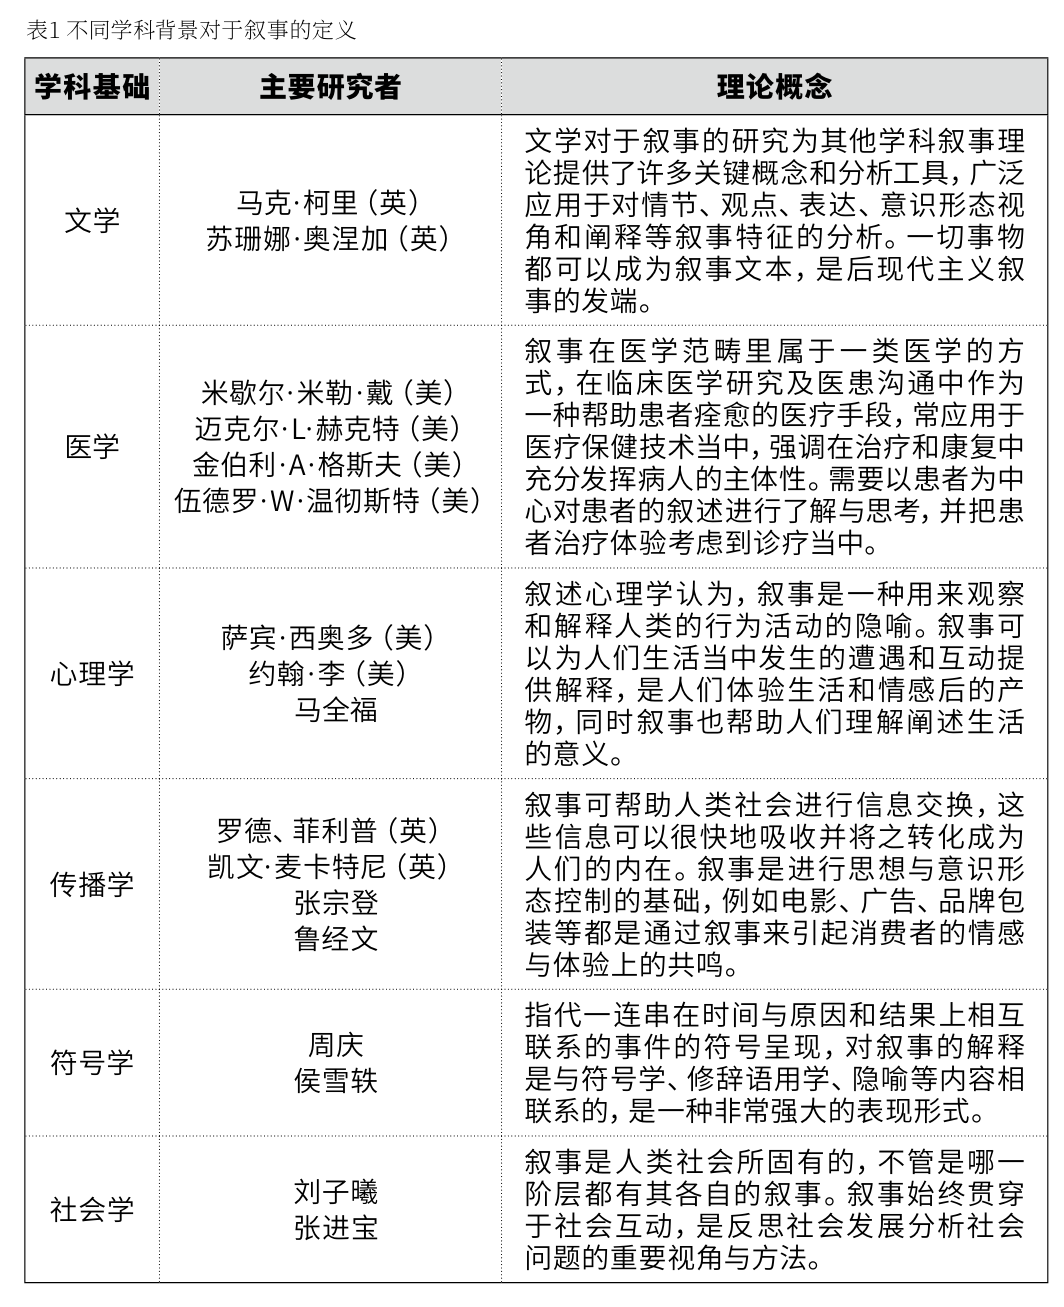 表1 不同学科背景对于叙事的定义
学科基础
主要研究者
理论概念
文学
马克·柯里（英）
苏珊娜·奥涅加（英）
文学对于叙事的研究为其他学科叙事理
论提供了许多关键概念和分析工具，广泛
应用于对情节、观点、表达、意识形态视
角和阐释等叙事特征的分析。一切事物
都可以成为叙事文本，是后现代主义叙
事的发端。
医学
米歇尔·米勒·戴（美）
迈克尔·L·赫克特（美）
金伯利·A·格斯夫（美）
伍德罗·W·温彻斯特（美）
叙事在医学范畴里属于一类医学的方
式，在临床医学研究及医患沟通中作为
一种帮助患者痊愈的医疗手段，常应用于
医疗保健技术当中，强调在治疗和康复中
充分发挥病人的主体性。需要以患者为中
心对患者的叙述进行了解与思考，并把患
者治疗体验考虑到诊疗当中。
心理学
萨宾·西奥多（美）
约翰·李（美）
马全福
叙述心理学认为，叙事是一种用来观察
和解释人类的行为活动的隐喻。叙事可
以为人们生活当中发生的遭遇和互动提
供解释，是人们体验生活和情感后的产
物，同时叙事也帮助人们理解阐述生活
的意义。
传播学
罗德、菲利普（英）
凯文·麦卡特尼（英）
张宗登
鲁经文
叙事可帮助人类社会进行信息交换，这
些信息可以很快地吸收并将之转化成为
人们的内在。叙事是进行思想与意识形
态控制的基础，例如电影、广告、品牌包
装等都是通过叙事来引起消费者的情感
与体验上的共鸣。
符号学
周庆
侯雪轶
指代一连串在时间与原因和结果上相互
联系的事件的符号呈现，对叙事的解释
是与符号学、修辞语用学、隐喻等内容相
联系的，是一种非常强大的表现形式。
社会学
刘子曦
张进宝
叙事是人类社会所固有的，不管是哪一
阶层都有其各自的叙事。叙事始终贯穿
于社会互动，是反思社会发展分析社会
问题的重要视角与方法。